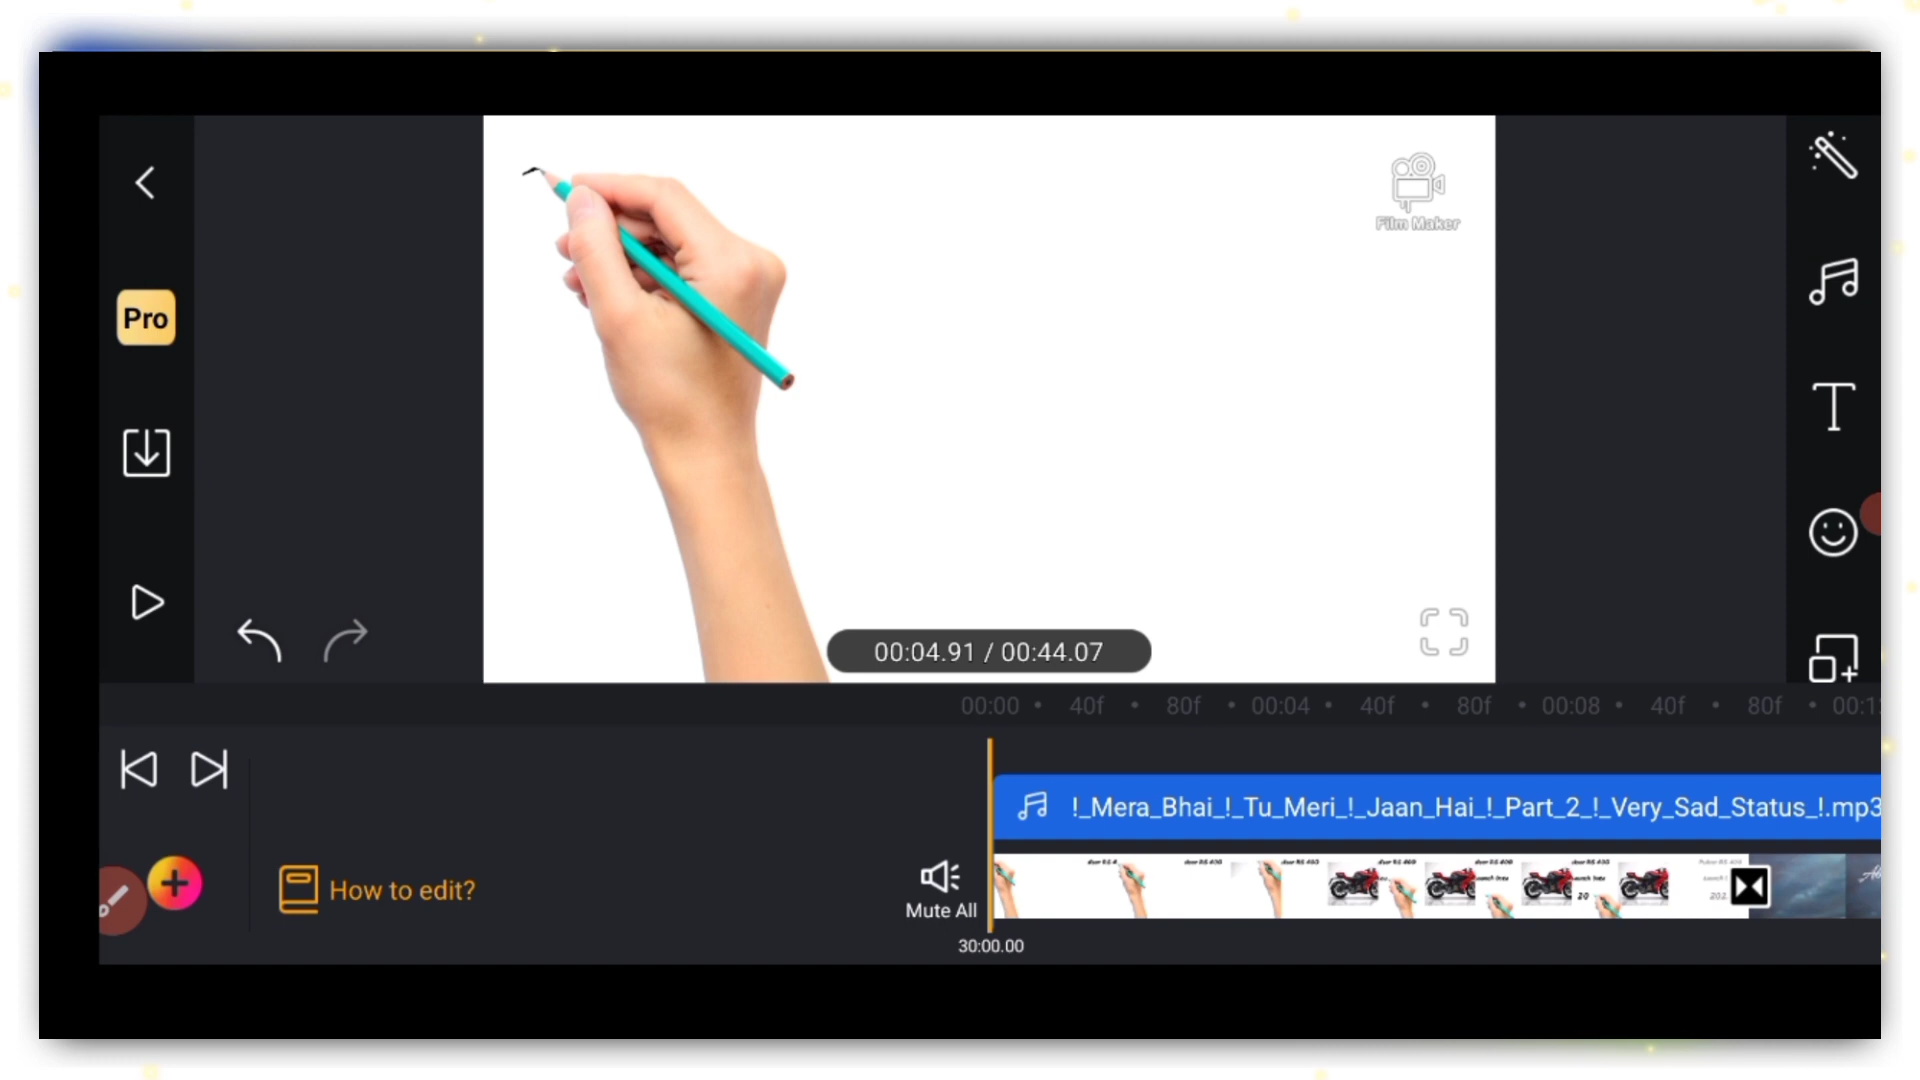 Pro
Film Maker
00:04.91 / 00:44.07
00:00 40f 80f 00:04 40f 80f 00:08 40f 80f
!_Mera_Bhai_!_Tu_Meri_!_Jaan_Hai_!_Part_2_!_Very_Sad_Status_!.mp3
How to edit?
Mute All
30:00.00